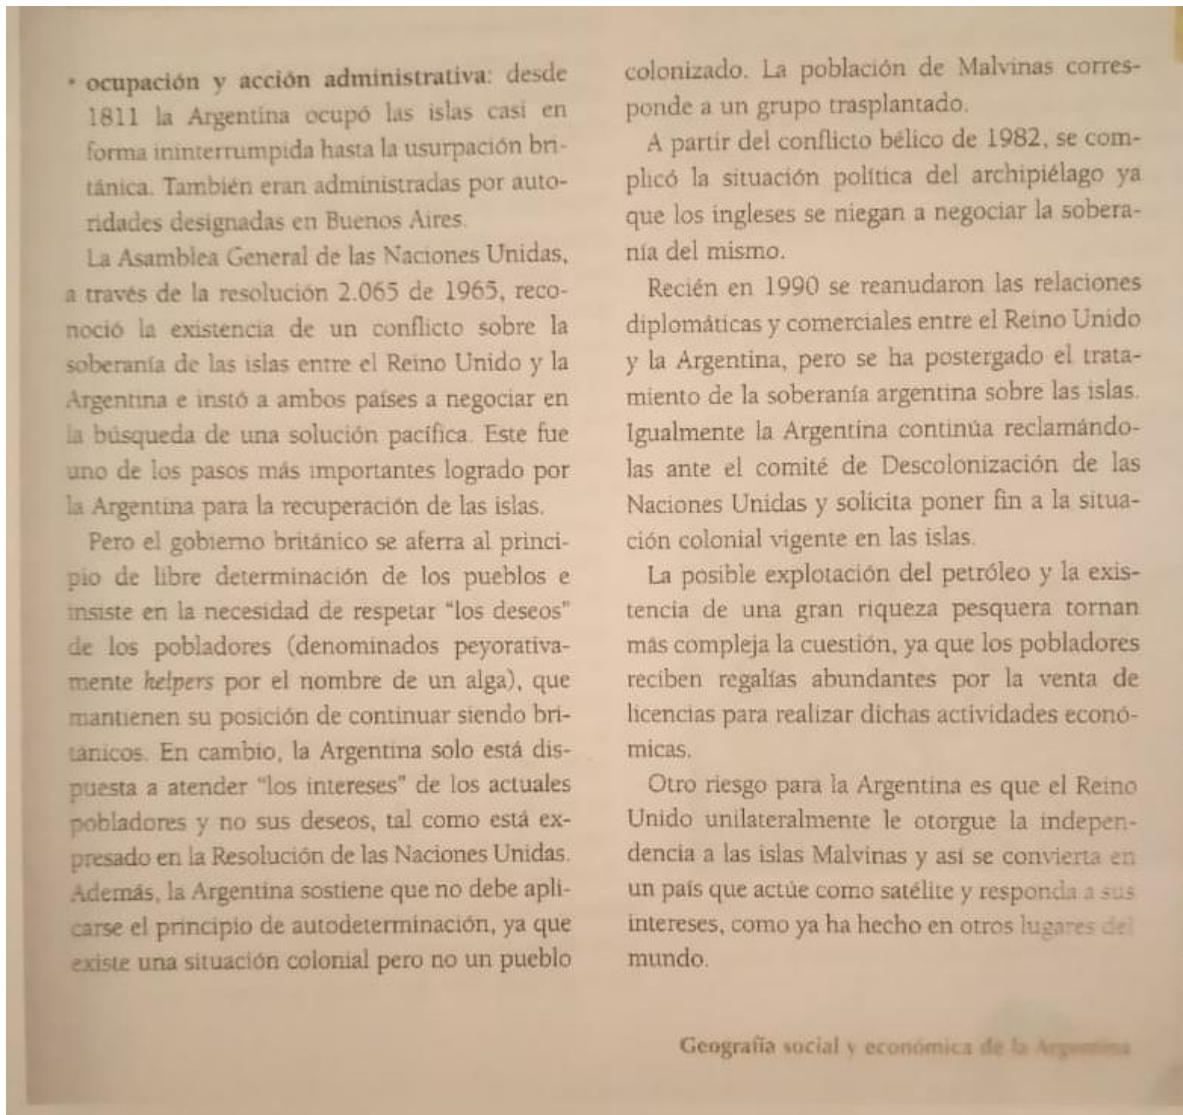 • ocupación y acción administrativa: desde
1811 la Argentina ocupó las islas casi en
forma ininterrumpida hasta la usurpación bri-
tánica. También eran administradas por auto-
ridades designadas en Buenos Aires.
La Asamblea General de las Naciones Unidas,
a través de la resolución 2.065 de 1965, reco-
noció la existencia de un conflicto sobre la
soberanía de las islas entre el Reino Unido y la
Argentina e instó a ambos países a negociar en
la búsqueda de una solución pacífica. Este fue
uno de los pasos más importantes logrado por
la Argentina para la recuperación de las islas.
Pero el gobierno británico se aferra al princi-
pio de libre determinación de los pueblos e
insiste en la necesidad de respetar "los deseos"
de los pobladores (denominados peyorativa-
mente kelpers por el nombre de un alga), que
mantienen su posición de continuar siendo bri-
tánicos. En cambio, la Argentina solo está dis-
puesta a atender "los intereses" de los actuales
pobladores y no sus deseos, tal como está ex-
presado en la Resolución de las Naciones Unidas.
Además, la Argentina sostiene que no debe apli-
carse el principio de autodeterminación, ya que
existe una situación colonial pero no un pueblo
colonizado. La población de Malvinas corres-
ponde a un grupo trasplantado.
A partir del conflicto bélico de 1982, se com-
plicó la situación política del archipiélago ya
que los ingleses se niegan a negociar la sobera-
nía del mismo.
Recién en 1990 se reanudaron las relaciones
diplomáticas y comerciales entre el Reino Unido
y la Argentina, pero se ha postergado el trata-
miento de la soberanía argentina sobre las islas.
Igualmente la Argentina continúa reclamándo-
las ante el comité de Descolonización de las
Naciones Unidas y solicita poner fin a la situa-
ción colonial vigente en las islas.
La posible explotación del petróleo y la exis-
tencia de una gran riqueza pesquera tornan
más compleja la cuestión, ya que los pobladores
reciben regalías abundantes por la venta de
licencias para realizar dichas actividades econó-
micas.
Otro riesgo para la Argentina es que el Reino
Unido unilateralmente le otorgue la indepen-
dencia a las islas Malvinas y así se convierta en
un país que actúe como satélite y responda a sus
intereses, como ya ha hecho en otros lugares del
mundo.
Geografía social y económica de la Argentina